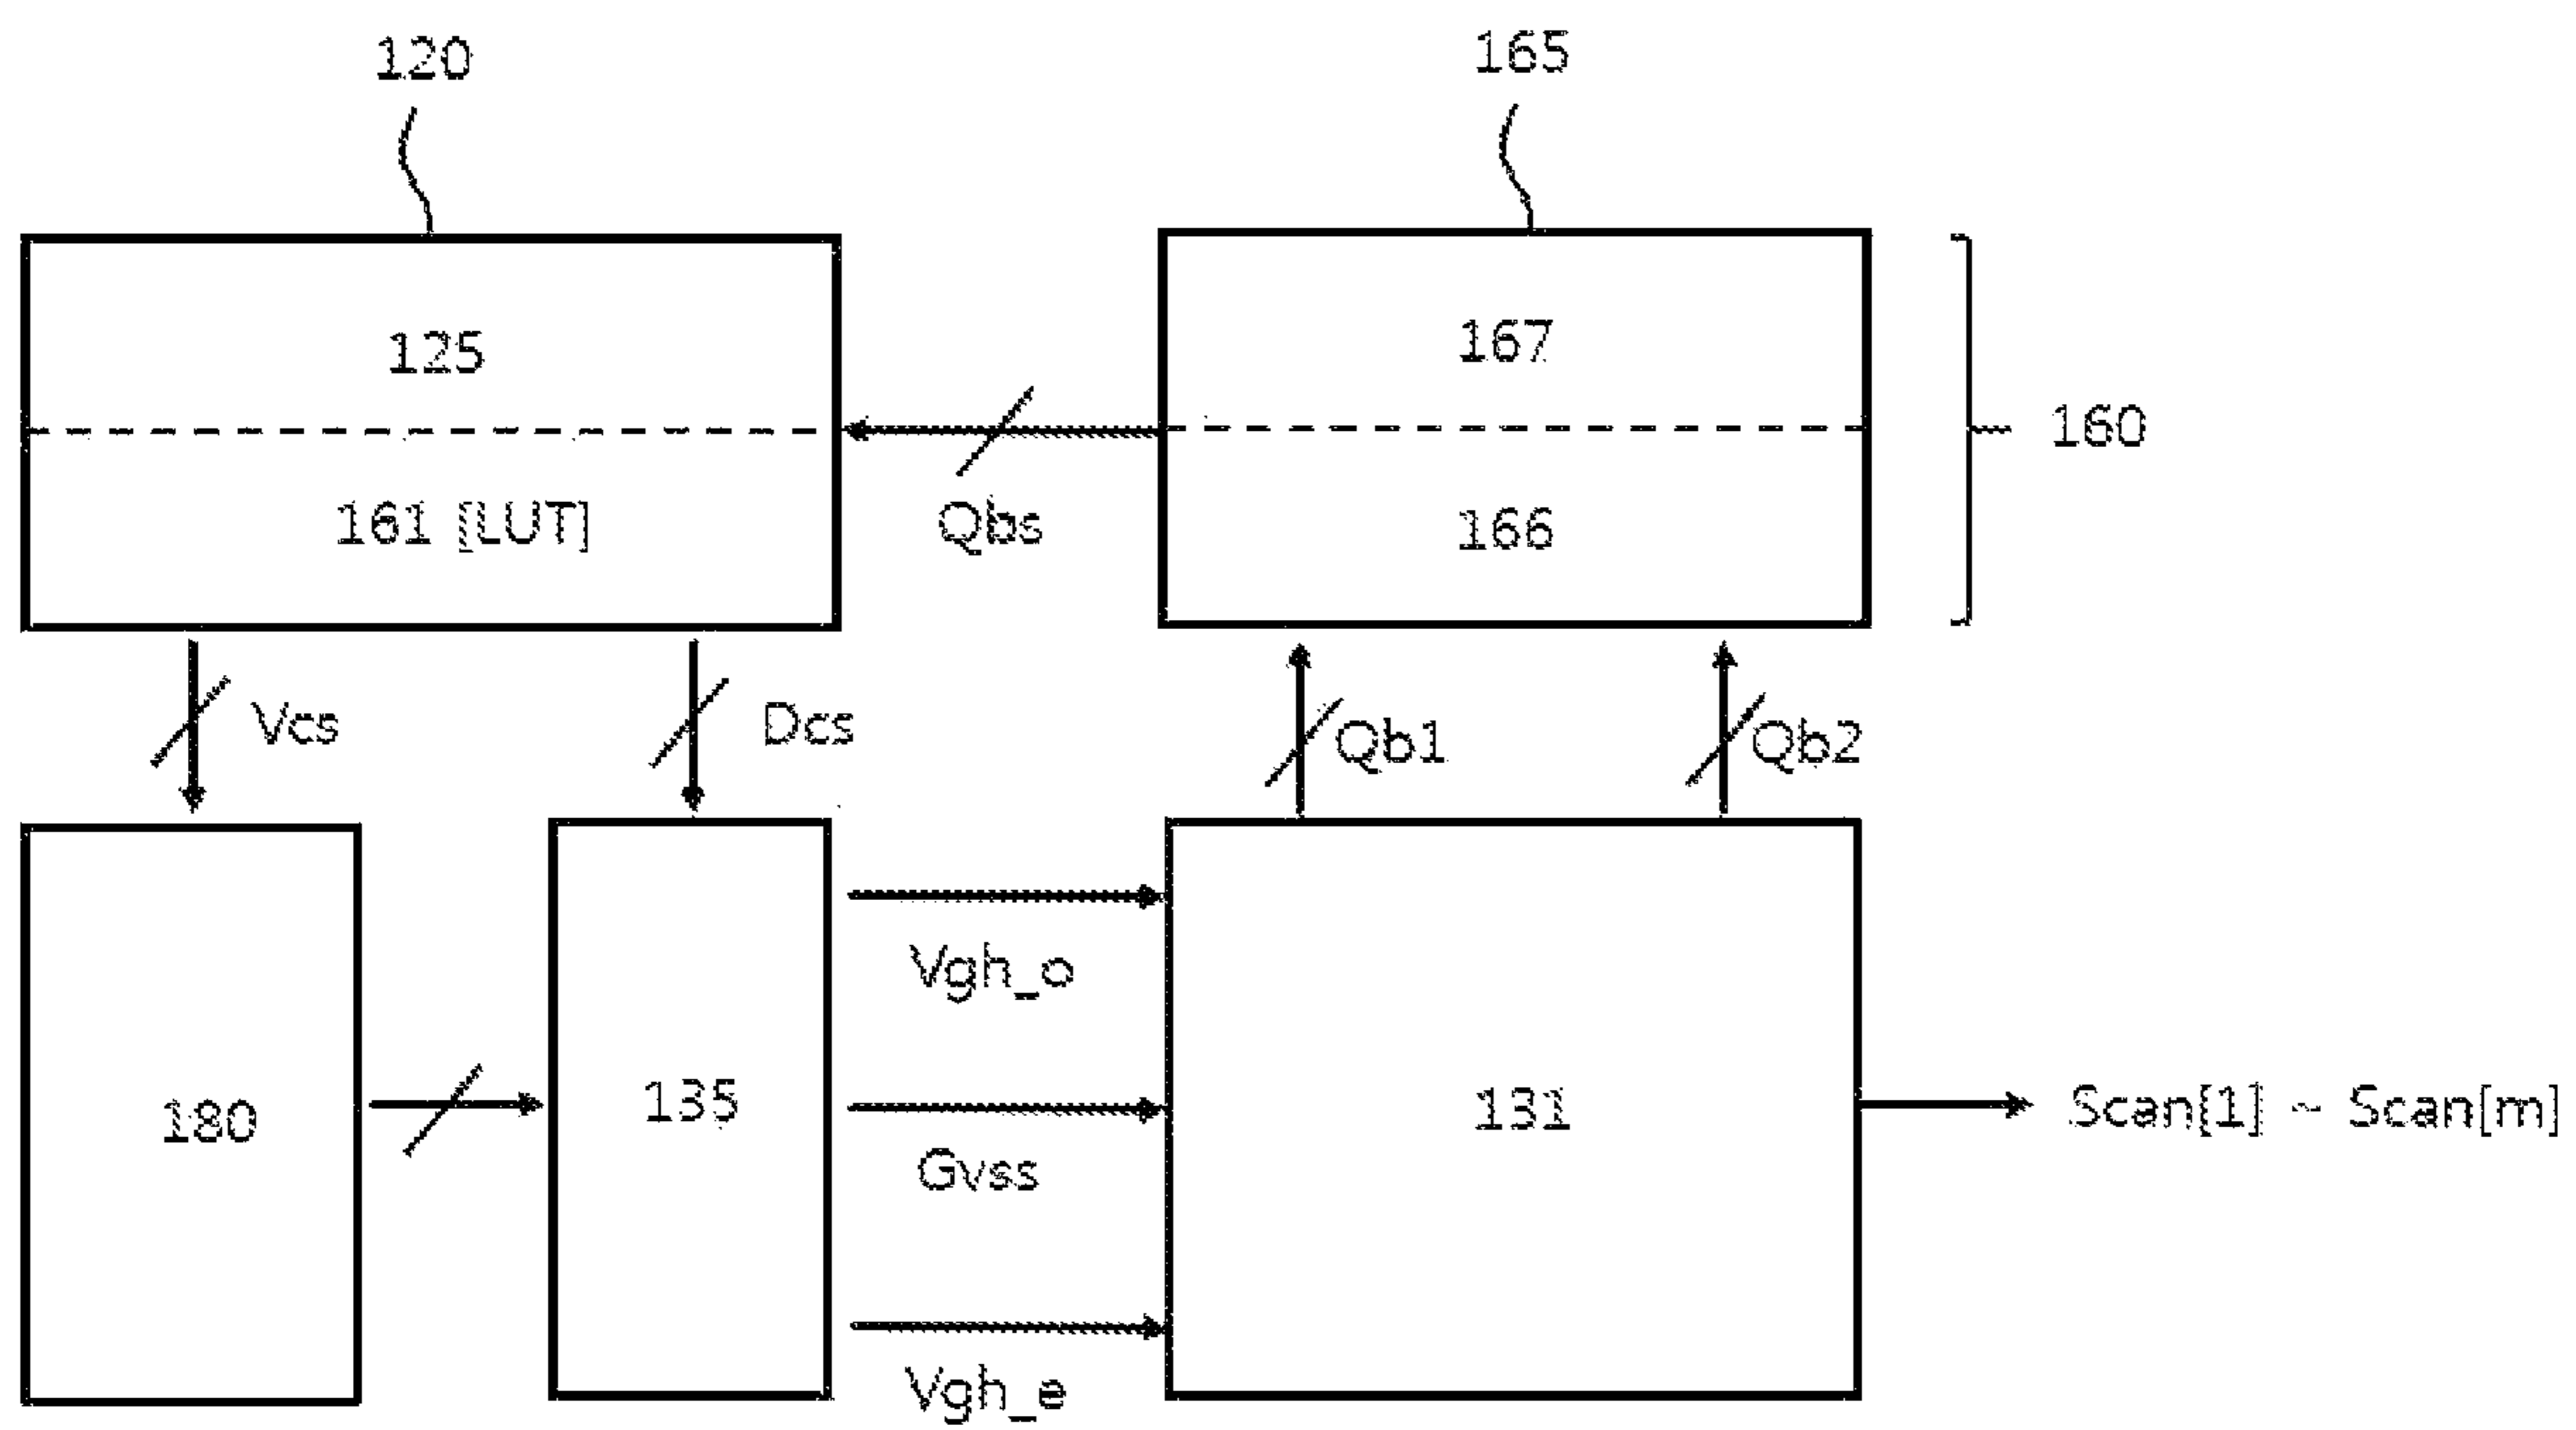 120
165
125
167
160
161 [LUT]
Qbs
166
Vcs
Dcs
Qb1
Qb2
Vgh_o
180
135
131
Scan[1] ~ Scan[m]
Gvss
Vgh_e